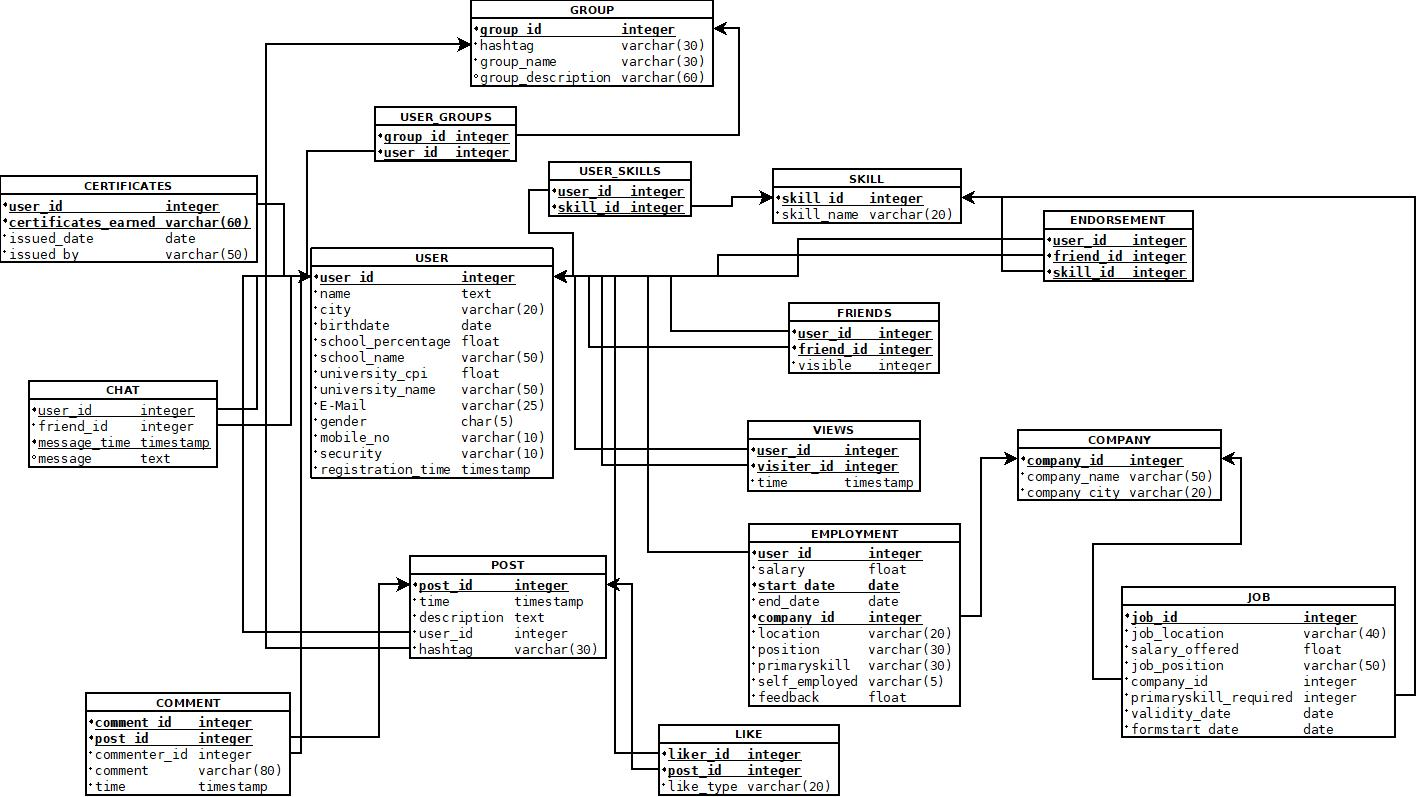 GROUP
group_id integer
hashtag varchar(30)
group_name varchar(30)
group_description varchar(60)
USER_GROUPS
group_id integer
user_id integer
USER_SKILLS
user_id integer
skill_id integer
SKILL
skill_id integer
skill_name varchar(20)
CERTIFICATES
user_id integer
certificates_earned varchar(60)
issued_date date
issued_by varchar(50)
ENDORSEMENT
user_id integer
friend_id integer
skill_id integer
USER
user_id integer
name text
city varchar(20)
birthdate date
school_percentage float
school_name varchar(50)
university_cpi float
university_name varchar(50)
E-Mail varchar(25)
gender char(5)
mobile_no varchar(10)
security varchar(10)
registration_time timestamp
FRIENDS
user_id integer
friend_id integer
visible integer
CHAT
user_id integer
friend_id integer
message_time timestamp
message text
VIEWS
user_id integer
visiter_id integer
time timestamp
COMPANY
company_id integer
company_name varchar(50)
company_city varchar(20)
EMPLOYMENT
user_id integer
salary float
start_date date
end_date date
company_id integer
location varchar(20)
position varchar(30)
primaryskill varchar(30)
self_employed varchar(5)
feedback float
POST
post_id integer
time timestamp
description text
user_id integer
hashtag varchar(30)
JOB
job_id integer
job_location varchar(40)
salary_offered float
job_position varchar(50)
company_id integer
primaryskill_required integer
validity_date date
formstart_date date
COMMENT
comment_id integer
post_id integer
commenter_id integer
comment varchar(80)
time timestamp
LIKE
liker_id integer
post_id integer
like_type varchar(20)